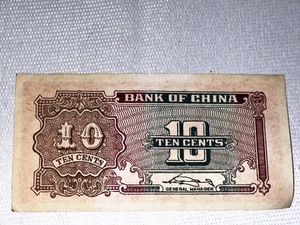 BANK OF CHINA
10
TEN CENTS
10
TEN CENTS
GENERAL MANAGER